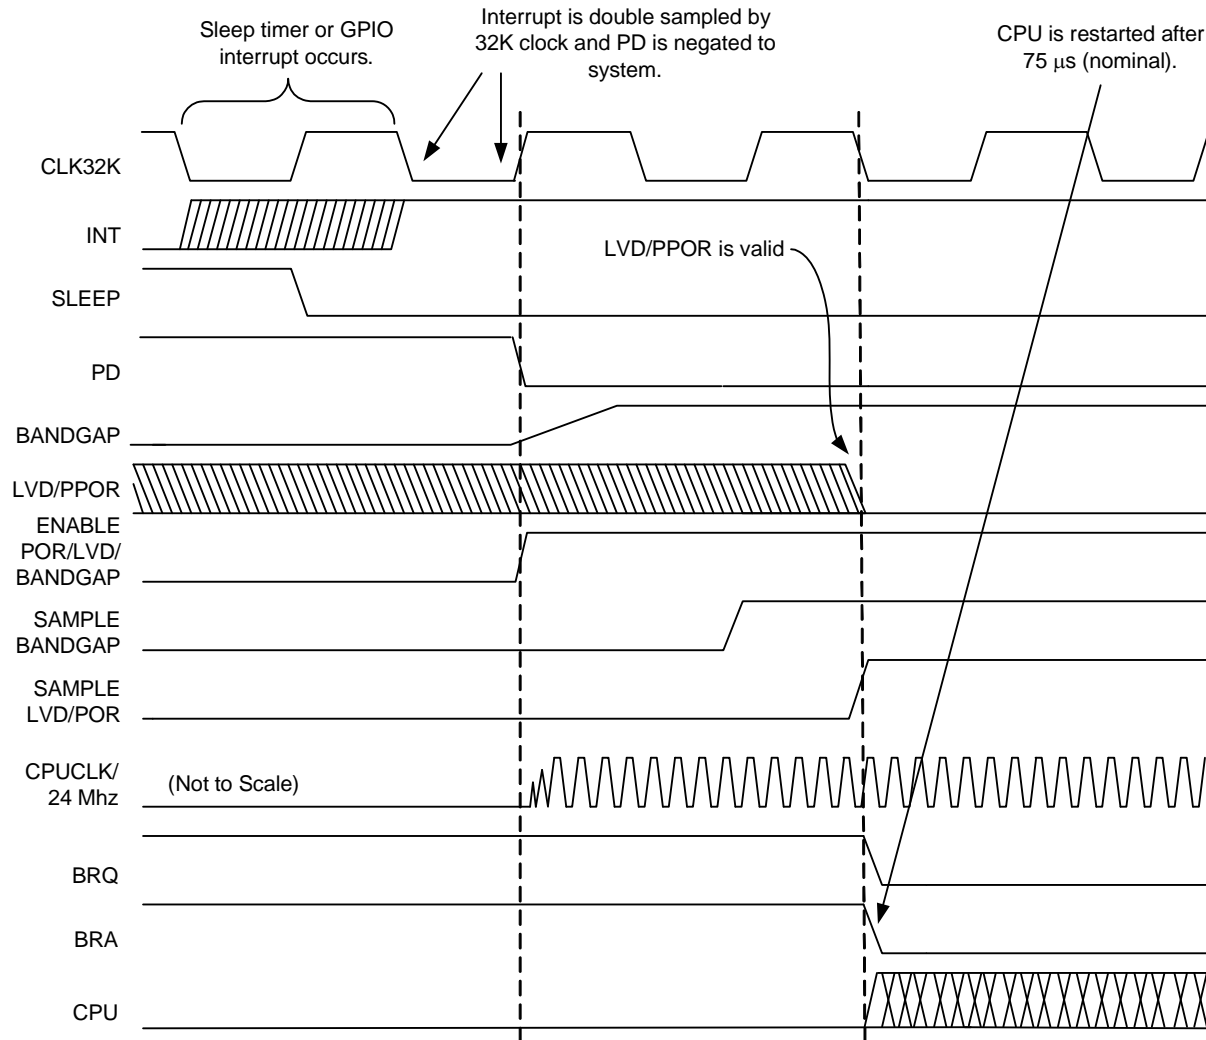 Sleep timer or GPIO
interrupt occurs.
Interrupt is double sampled by
32K clock and PD is negated to
system.
CPU is restarted after
75 μs (nominal).
CLK32K
INT
LVD/PPOR is valid
SLEEP
PD
BANDGAP
LVD/PPOR
ENABLE
POR/LVD/
BANDGAP
SAMPLE
BANDGAP
SAMPLE
LVD/POR
CPUCLK/
24 Mhz
(Not to Scale)
BRQ
BRA
CPU